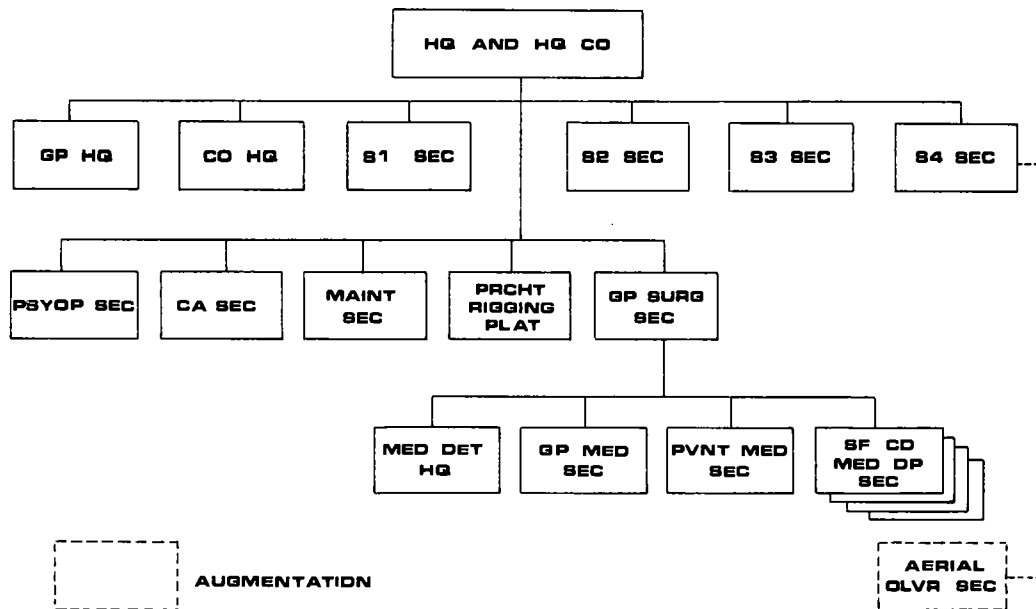 HQ AND HQ CO
GP HQ
CO HQ
S1 SEC
S2 SEC
S3 SEC
S4 SEC
PSYOP SEC
CA SEC
MAINT
SEC
PRCHT
RIGGING
PLAT
GP SURG
SEC
MED DET
HQ
GP MED
SEC
PVNT MED
SEC
SF CD
MED DP
SEC
AUGMENTATION
AERIAL
DLVR SEC